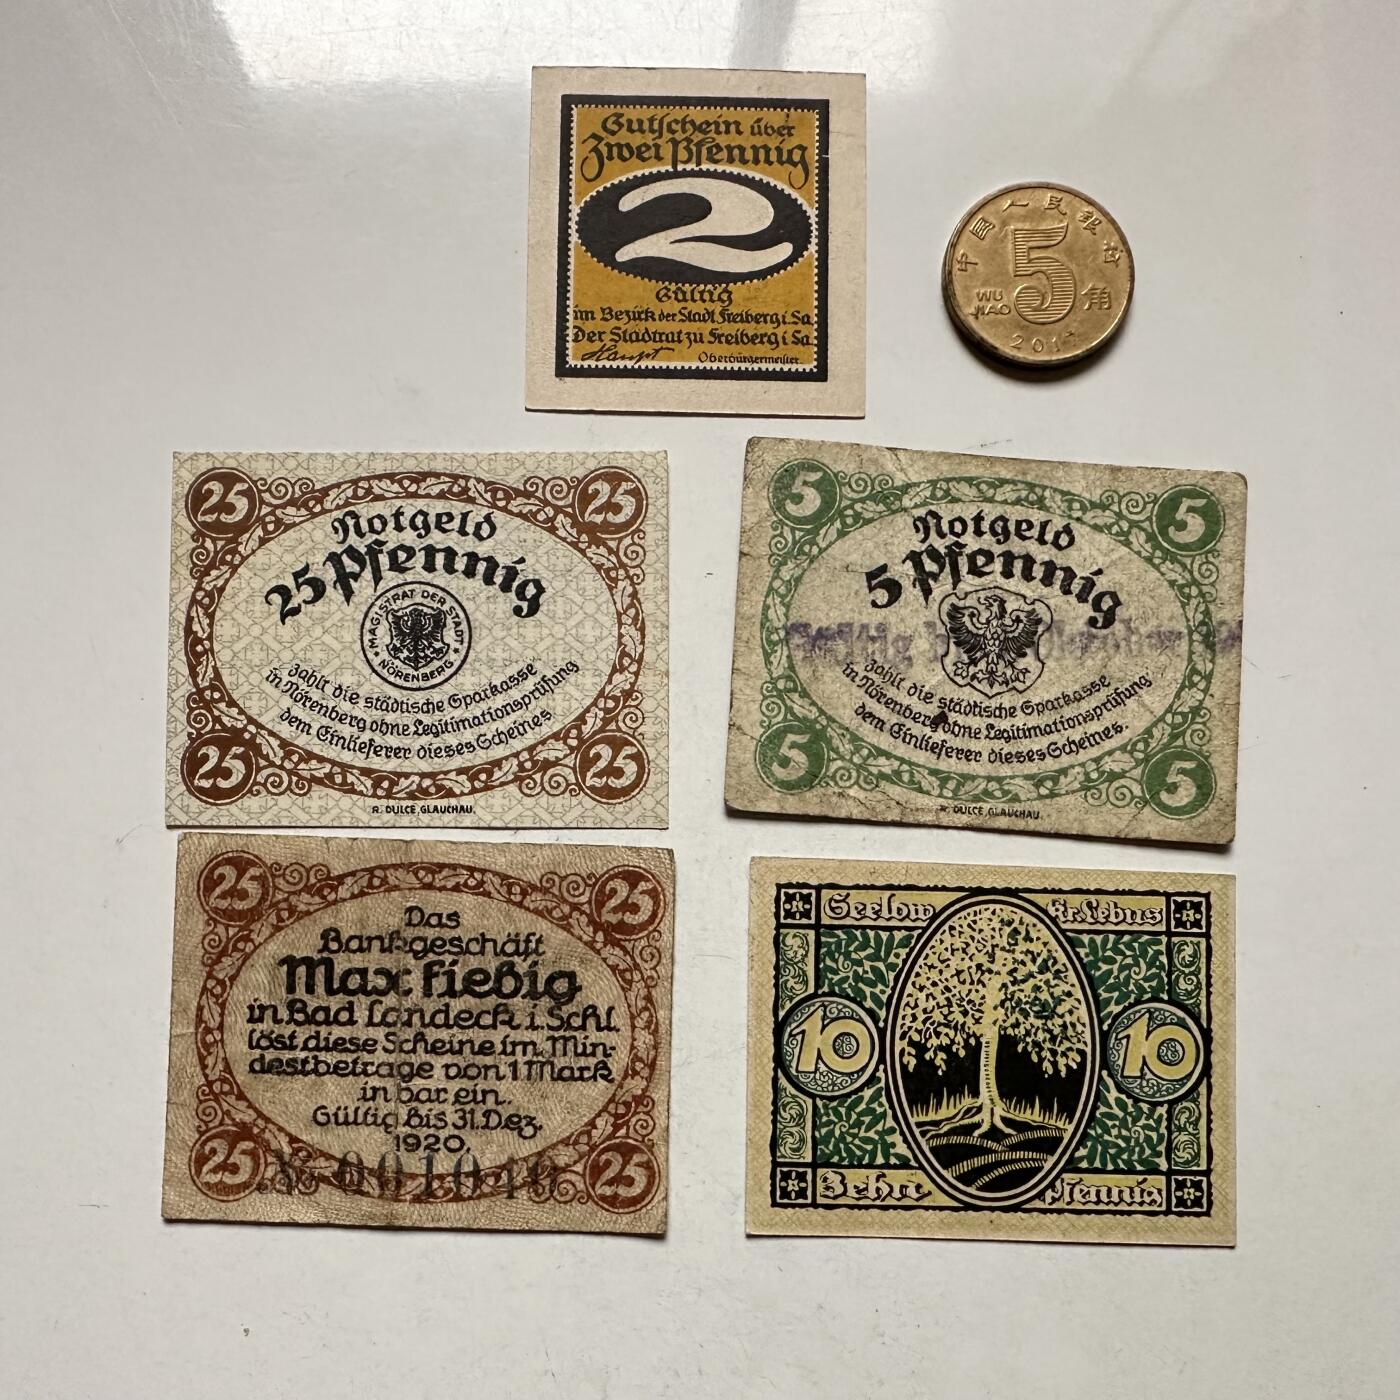 Gutschein über
Zwei Pfennig
2
Gültig
im Bezirk der Stadt Freiberg i. Sa.
Der Stadtrat zu Freiberg i. Sa.
Haupt Oberbürgermeister.
中国人民银行
5
WU
JIAO
角
201
25 25
Notgeld
25 Pfennig
MAGISTRAT DER STADT
NÖRENBERG
zahlt die städtische Sparkasse
in Nörenberg ohne Legitimationsprüfung
dem Einlieferer dieses Scheines
25 25
R. DULCE, GLAUCHAU.
5 5
Notgeld
5 Pfennig
zahlt die städtische Sparkasse
in Nörenberg ohne Legitimationsprüfung
dem Einlieferer dieses Scheines.
5 5
R. DULCE, GLAUCHAU.
25 25
Das
Bankgeschäft
Max Fiebig
in Bad Landeck i. Schl.
löst diese Scheine im Min-
destbetrage von 1 Mark
in bar ein.
Gültig bis 31. Dez.
1920.
25 25
Seelow Kr. Lebus
10 10
Zehn Pfennig